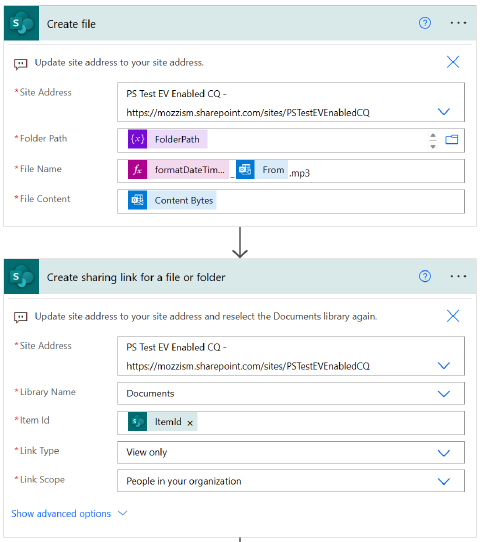 Create file
Update site address to your site address.
*Site Address
PS Test EV Enabled CQ -
https://mozzism.sharepoint.com/sites/PSTestEVEnabledCQ
*Folder Path
{x} FolderPath
*File Name
fx formatDateTim... _ From .mp3
*File Content
Content Bytes
Create sharing link for a file or folder
Update site address to your site address and reselect the Documents library again.
*Site Address
PS Test EV Enabled CQ -
https://mozzism.sharepoint.com/sites/PSTestEVEnabledCQ
*Library Name
Documents
*Item Id
ItemId x
*Link Type
View only
*Link Scope
People in your organization
Show advanced options